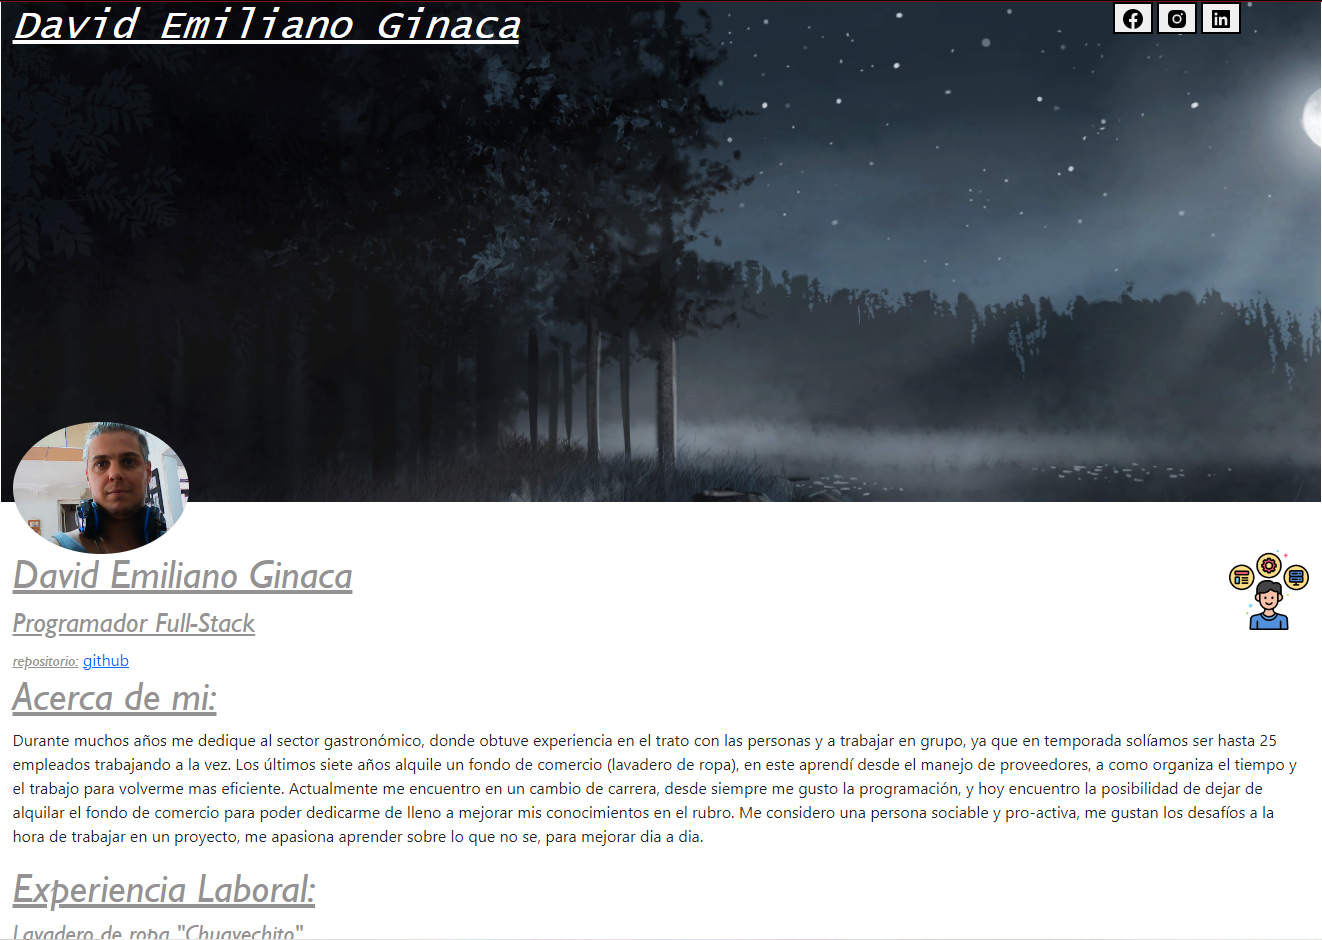 David Emiliano Ginaca
David Emiliano Ginaca
Programador Full-Stack
repositorio: github
Acerca de mi:
Durante muchos años me dedique al sector gastronómico, donde obtuve experiencia en el trato con las personas y a trabajar en grupo, ya que en temporada solíamos ser hasta 25
empleados trabajando a la vez. Los últimos siete años alquile un fondo de comercio (lavadero de ropa), en este aprendí desde el manejo de proveedores, a como organiza el tiempo y
el trabajo para volverme mas eficiente. Actualmente me encuentro en un cambio de carrera, desde siempre me gusto la programación, y hoy encuentro la posibilidad de dejar de
alquilar el fondo de comercio para poder dedicarme de lleno a mejorar mis conocimientos en el rubro. Me considero una persona sociable y pro-activa, me gustan los desafíos a la
hora de trabajar en un proyecto, me apasiona aprender sobre lo que no se, para mejorar dia a dia.
Experiencia Laboral:
Lavadero de ropa "Chuavechito"